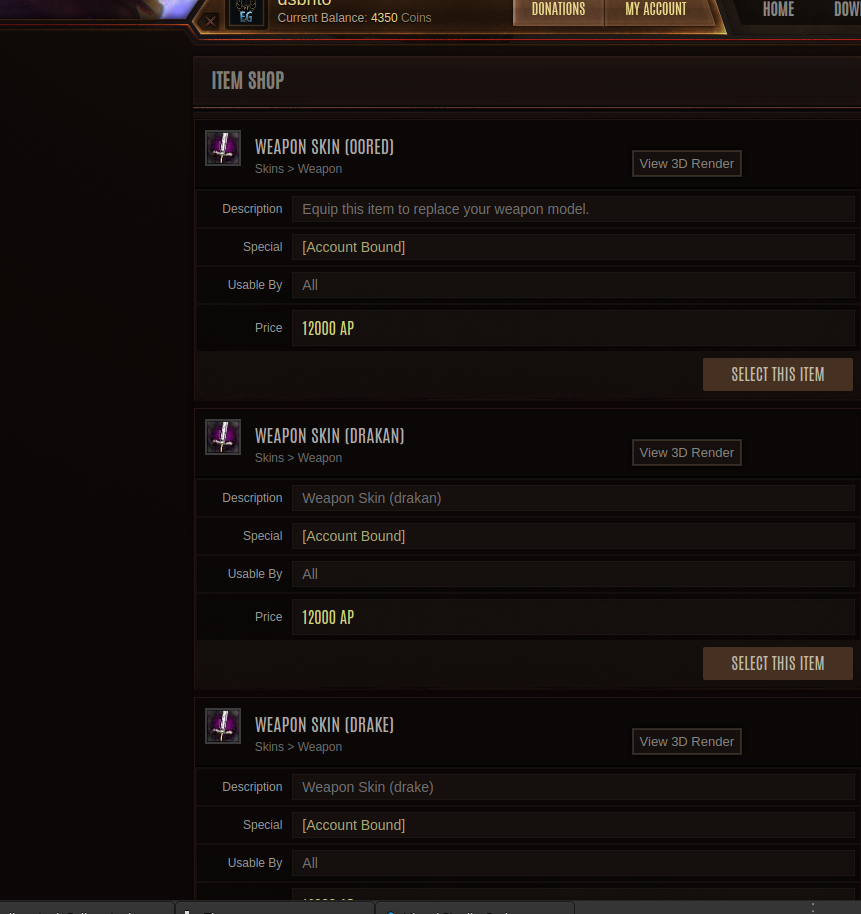 EG
Current Balance: 4350 Coins
DONATIONS
MY ACCOUNT
HOME
ITEM SHOP
WEAPON SKIN (OORED)
Skins > Weapon
View 3D Render
Description
Equip this item to replace your weapon model.
Special
[Account Bound]
Usable By
All
Price
12000 AP
SELECT THIS ITEM
WEAPON SKIN (DRAKAN)
Skins > Weapon
View 3D Render
Description
Weapon Skin (drakan)
Special
[Account Bound]
Usable By
All
Price
12000 AP
SELECT THIS ITEM
WEAPON SKIN (DRAKE)
Skins > Weapon
View 3D Render
Description
Weapon Skin (drake)
Special
[Account Bound]
Usable By
All